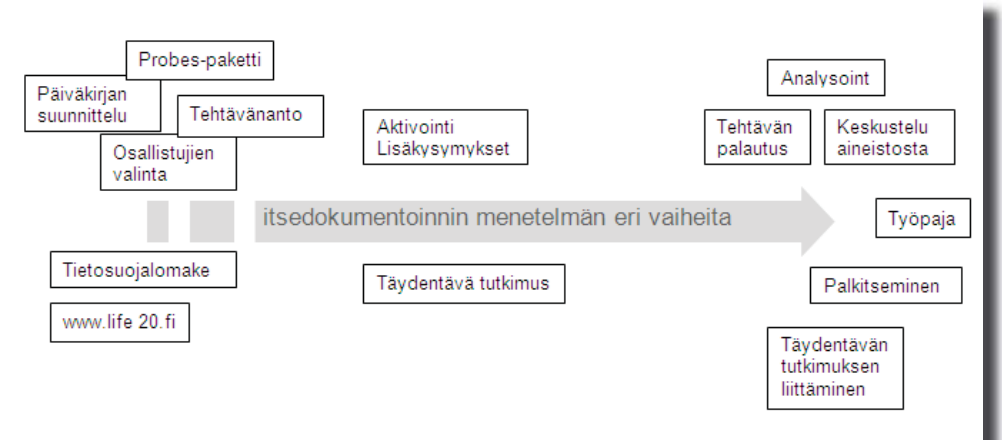 Probes-paketti
Päiväkirjan
suunnittelu
Tehtävänanto
Osallistujien
valinta
Aktivointi
Lisäkysymykset
Analysoint
Tehtävän
palautus
Keskustelu
aineistosta
itsedokumentoinnin menetelmän eri vaiheita
Työpaja
Tietosuojalomake
www.life 20.fi
Täydentävä tutkimus
Palkitseminen
Täydentävän
tutkimuksen
liittäminen